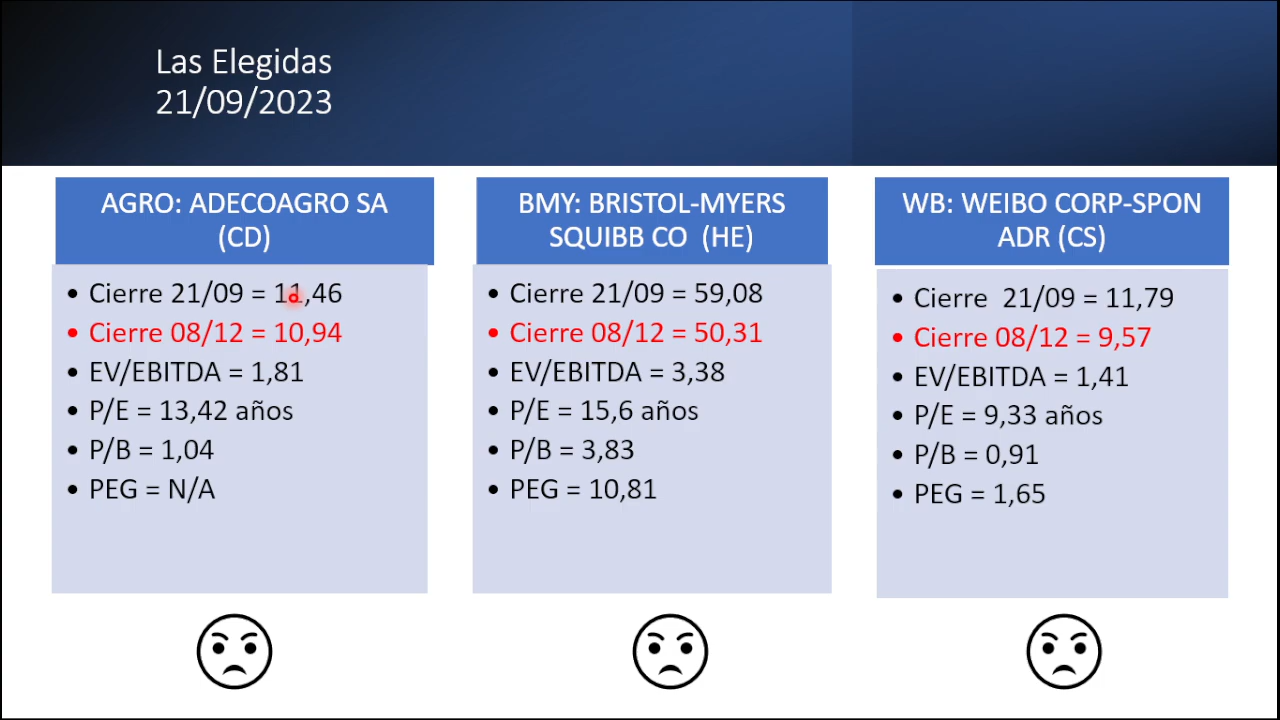 Las Elegidas
21/09/2023
AGRO: ADECOAGRO SA
(CD)
• Cierre 21/09 = 11,46
• Cierre 08/12 = 10,94
• EV/EBITDA = 1,81
• P/E = 13,42 años
• P/B = 1,04
• PEG = N/A
BMY: BRISTOL-MYERS
SQUIBB CO (HE)
• Cierre 21/09 = 59,08
• Cierre 08/12 = 50,31
• EV/EBITDA = 3,38
• P/E = 15,6 años
• P/B = 3,83
• PEG = 10,81
WB: WEIBO CORP-SPON
ADR (CS)
• Cierre 21/09 = 11,79
• Cierre 08/12 = 9,57
• EV/EBITDA = 1,41
• P/E = 9,33 años
• P/B = 0,91
• PEG = 1,65